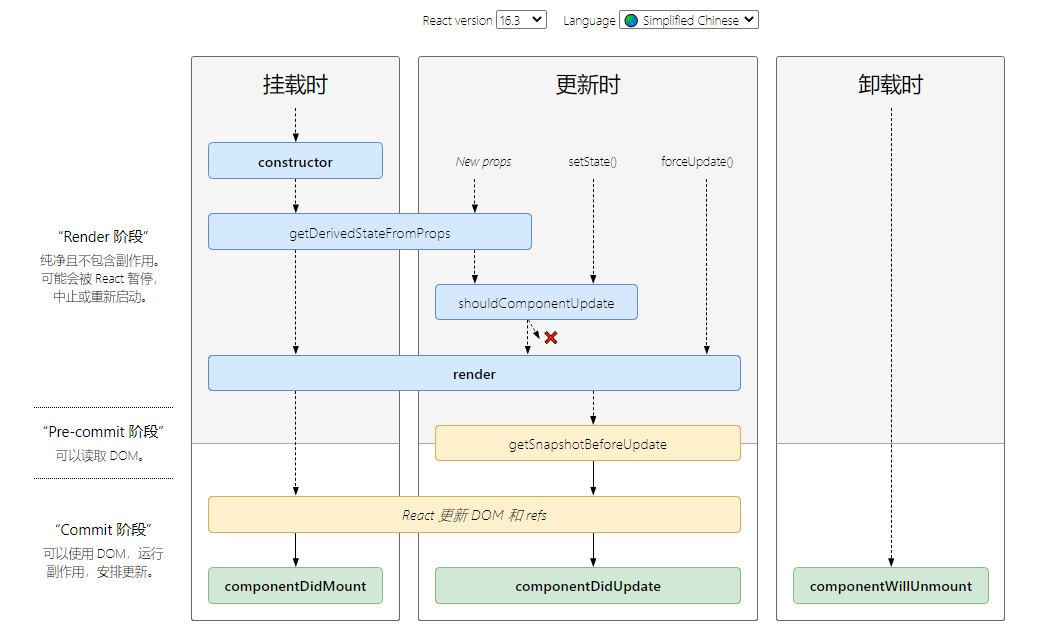 React version 16.3 Language Simplified Chinese
挂载时
更新时
卸载时
constructor
New props
setState()
forceUpdate()
getDerivedStateFromProps
“Render 阶段”
纯净且不包含副作用。
可能会被 React 暂停，
中止或重新启动。
shouldComponentUpdate
render
“Pre-commit 阶段”
可以读取 DOM。
getSnapshotBeforeUpdate
React 更新 DOM 和 refs
“Commit 阶段”
可以使用 DOM，运行
副作用，安排更新。
componentDidMount
componentDidUpdate
componentWillUnmount